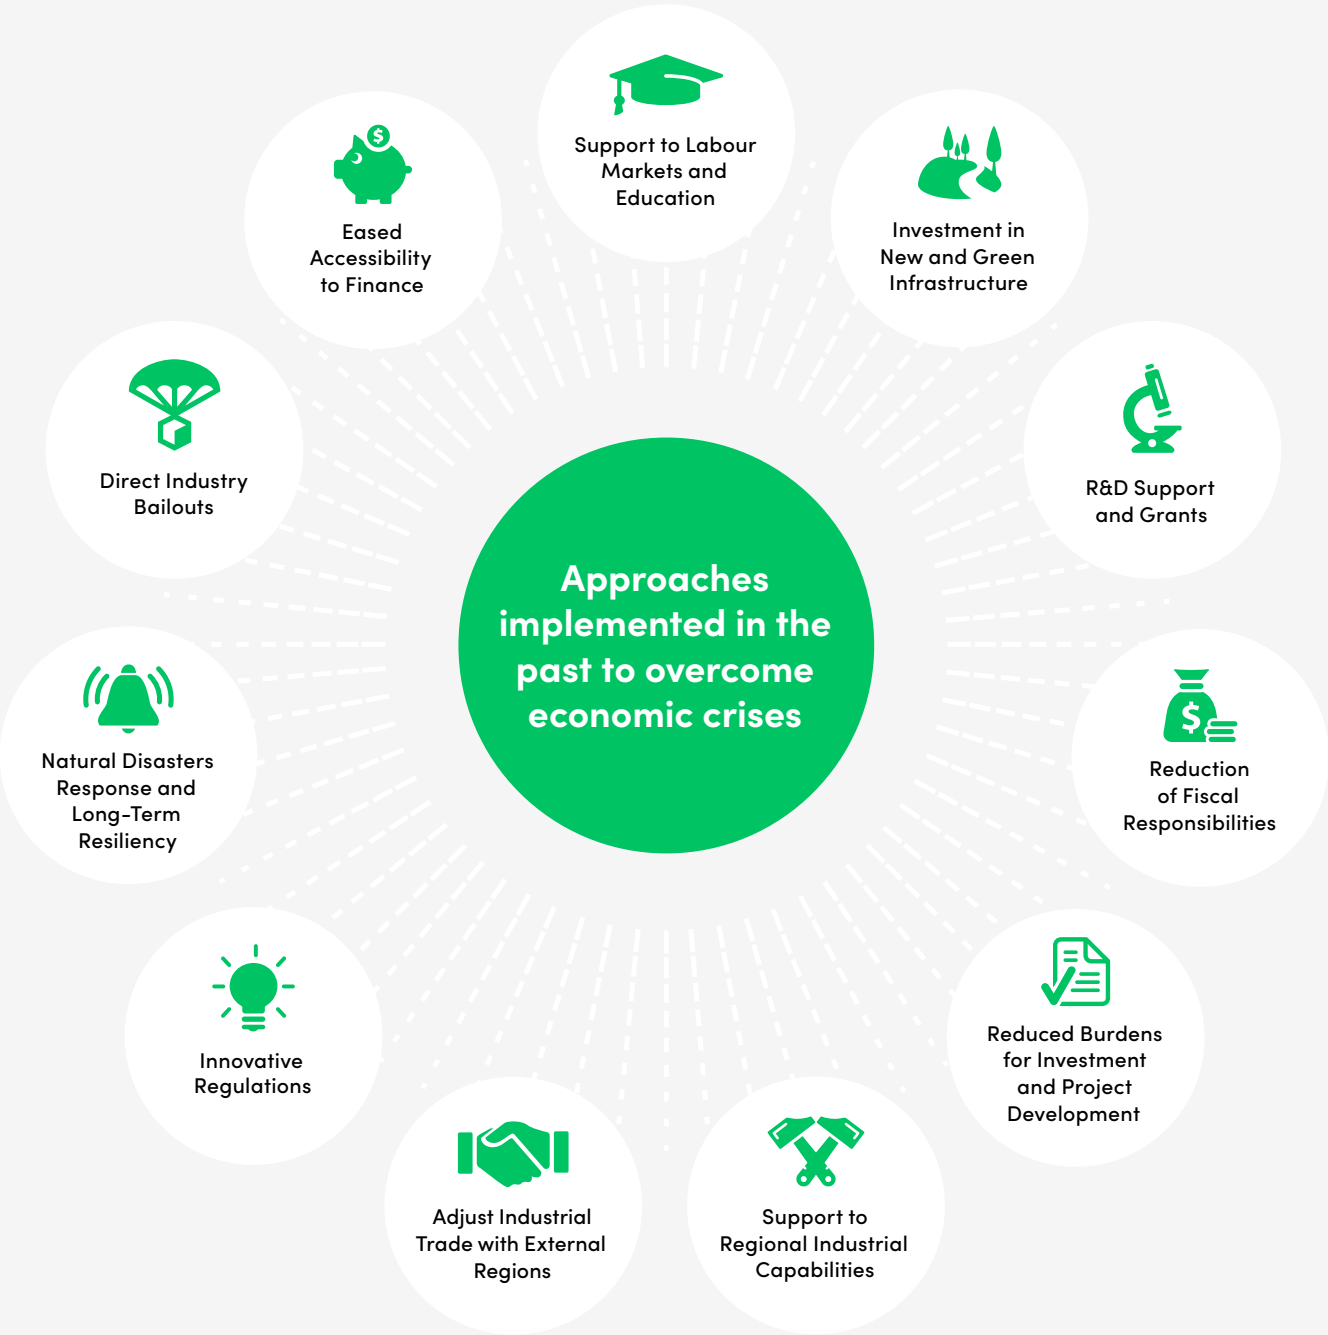 Support to Labour
Markets and
Education
Eased
Accessibility
to Finance
Investment in
New and Green
Infrastructure
Direct Industry
Bailouts
R&D Support
and Grants
Approaches
implemented in the
past to overcome
economic crises
Natural Disasters
Response and
Long-Term
Resiliency
$
Reduction
of Fiscal
Responsibilities
Innovative
Regulations
Reduced Burdens
for Investment
and Project
Development
Adjust Industrial
Trade with External
Regions
Support to
Regional Industrial
Capabilities